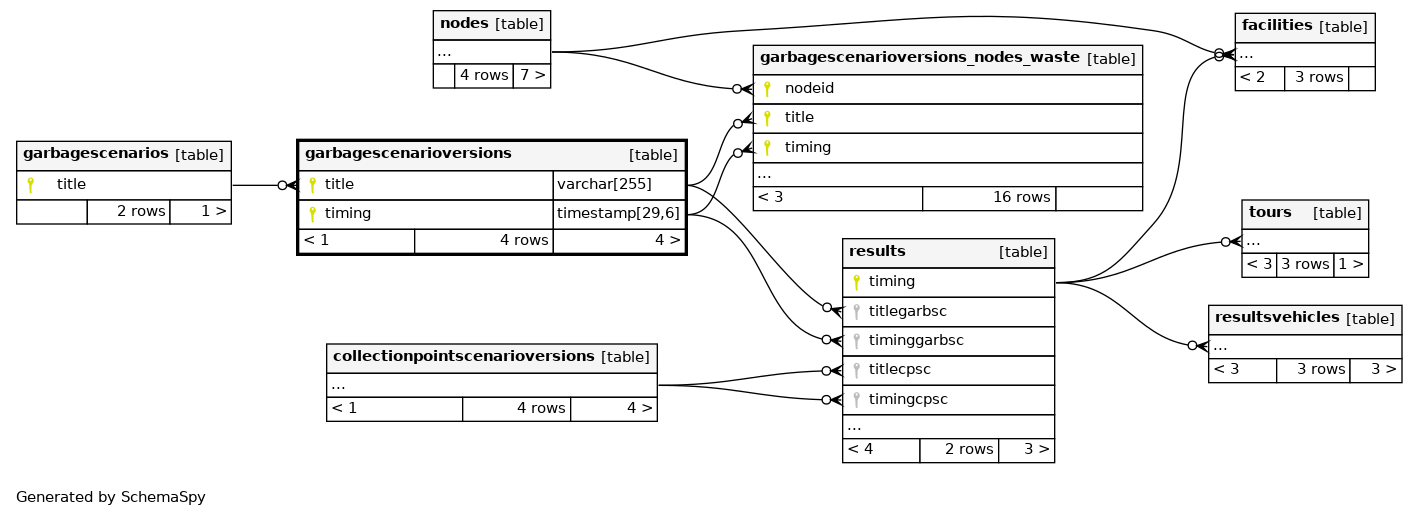 nodes [table]
...
4 rows 7 >
facilities [table]
...
< 2 3 rows
garbagescenarioversions_nodes_waste [table]
nodeid
title
timing
...
< 3 16 rows
garbagescenarios [table]
title
2 rows 1 >
garbagescenarioversions [table]
title varchar[255]
timing timestamp[29,6]
< 1 4 rows 4 >
tours [table]
...
< 3 3 rows 1 >
results [table]
timing
titlegarbsc
timinggarbsc
titlecpsc
timingcpsc
...
< 4 2 rows 3 >
resultsvehicles [table]
...
< 3 3 rows 3 >
collectionpointscenarioversions [table]
...
< 1 4 rows 4 >
Generated by SchemaSpy